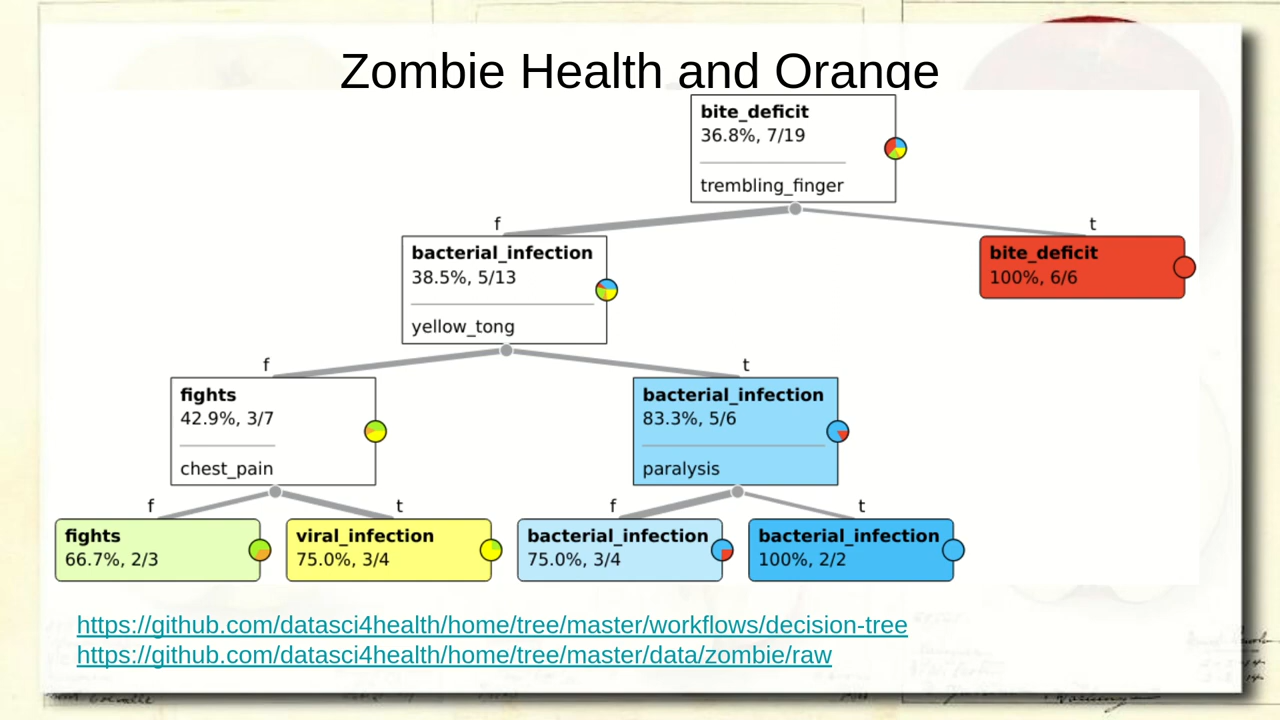 Zombie Health and Orange
bite_deficit
36.8%, 7/19
trembling_finger
f
t
bacterial_infection
38.5%, 5/13
yellow_tong
bite_deficit
100%, 6/6
f
t
fights
42.9%, 3/7
chest_pain
bacterial_infection
83.3%, 5/6
paralysis
f
t
f
t
fights
66.7%, 2/3
viral_infection
75.0%, 3/4
bacterial_infection
75.0%, 3/4
bacterial_infection
100%, 2/2
https://github.com/datasci4health/home/tree/master/workflows/decision-tree
https://github.com/datasci4health/home/tree/master/data/zombie/raw